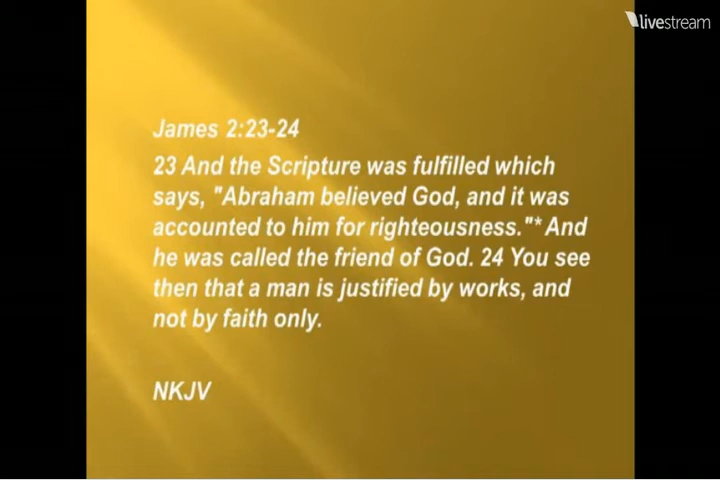 livestream
James 2:23-24
23 And the Scripture was fulfilled which
says, "Abraham believed God, and it was
accounted to him for righteousness."* And
he was called the friend of God. 24 You see
then that a man is justified by works, and
not by faith only.
NKJV